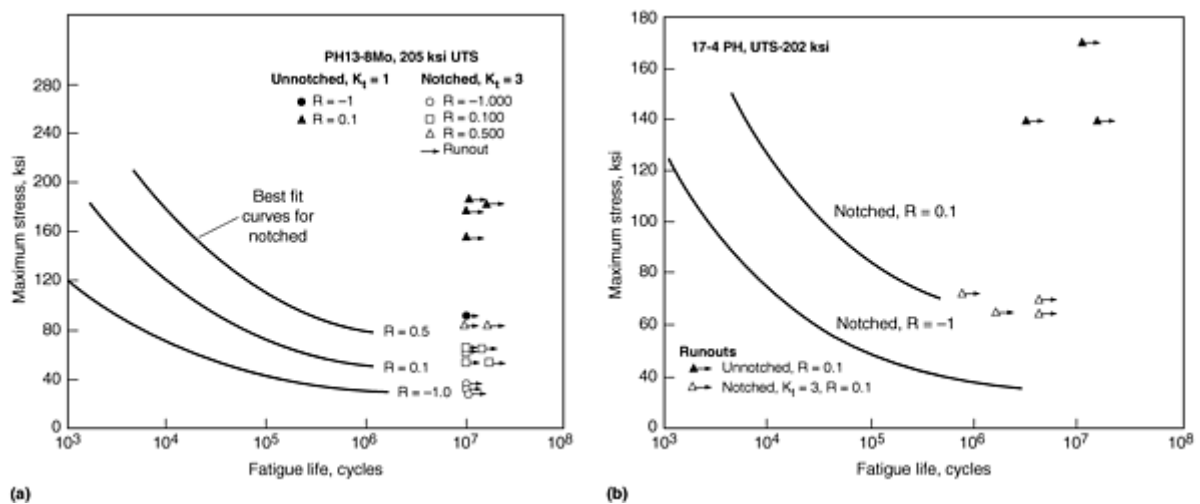 PH13-8Mo, 205 ksi UTS
Unnotched, Kt = 1
R = −1
R = 0.1
Notched, Kt = 3
R = −1.000
R = 0.100
R = 0.500
Runout
Maximum stress, ksi
280
240
200
160
120
80
40
0
Best fit
curves for
notched
R = 0.5
R = 0.1
R = −1.0
10³
10⁴
10⁵
10⁶
10⁷
10⁸
Fatigue life, cycles
(a)
17-4 PH, UTS-202 ksi
Maximum stress, ksi
180
160
140
120
100
80
60
40
0
Notched, R = 0.1
Notched, R = −1
Runouts
Unnotched, R = 0.1
Notched, Kt = 3, R = 0.1
10³
10⁴
10⁵
10⁶
10⁷
10⁸
Fatigue life, cycles
(b)